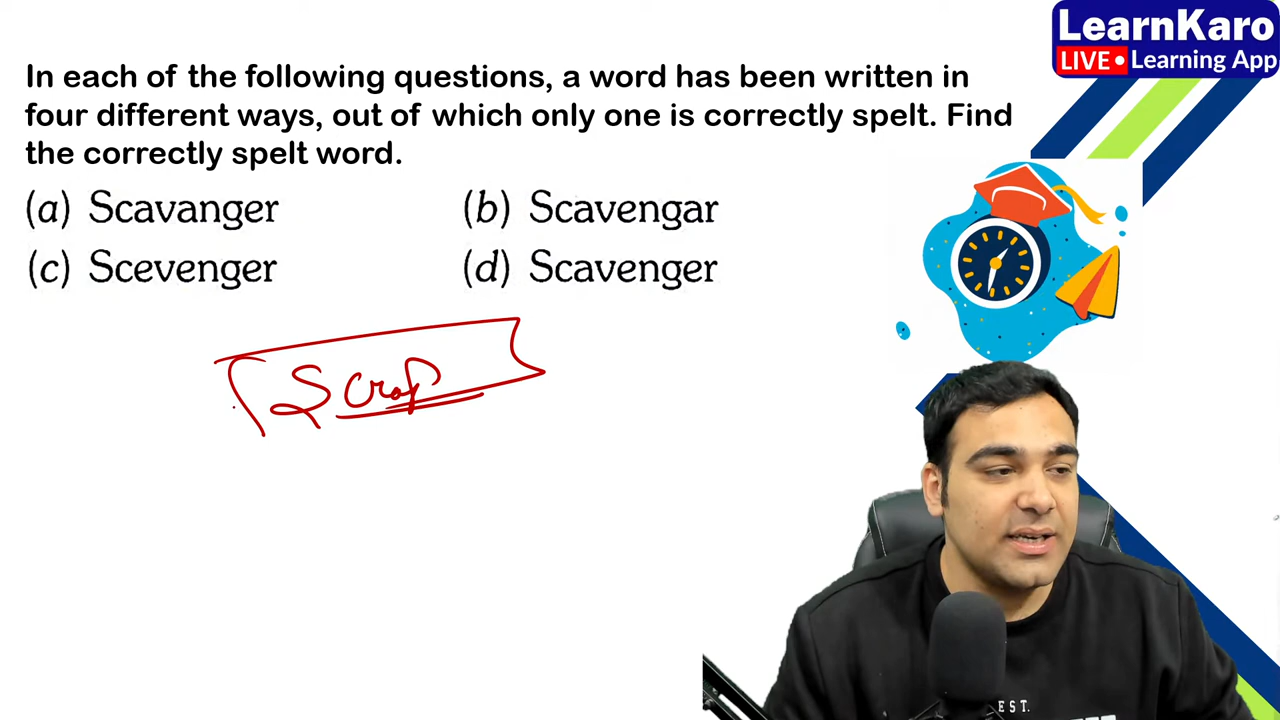 LearnKaro
LIVE • Learning App
In each of the following questions, a word has been written in
four different ways, out of which only one is correctly spelt. Find
the correctly spelt word.
(a) Scavanger (b) Scavengar
(c) Scevenger (d) Scavenger
Scrap
EST.